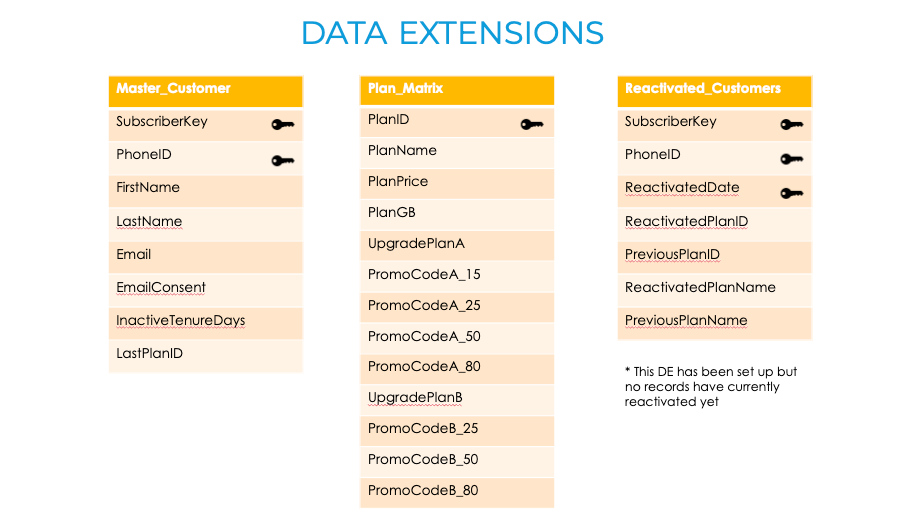 DATA EXTENSIONS
Master_Customer
SubscriberKey
PhoneID
FirstName
LastName
Email
EmailConsent
InactiveTenureDays
LastPlanID
Plan_Matrix
PlanID
PlanName
PlanPrice
PlanGB
UpgradePlanA
PromoCodeA_15
PromoCodeA_25
PromoCodeA_50
PromoCodeA_80
UpgradePlanB
PromoCodeB_25
PromoCodeB_50
PromoCodeB_80
Reactivated_Customers
SubscriberKey
PhoneID
ReactivatedDate
ReactivatedPlanID
PreviousPlanID
ReactivatedPlanName
PreviousPlanName
* This DE has been set up but
no records have currently
reactivated yet